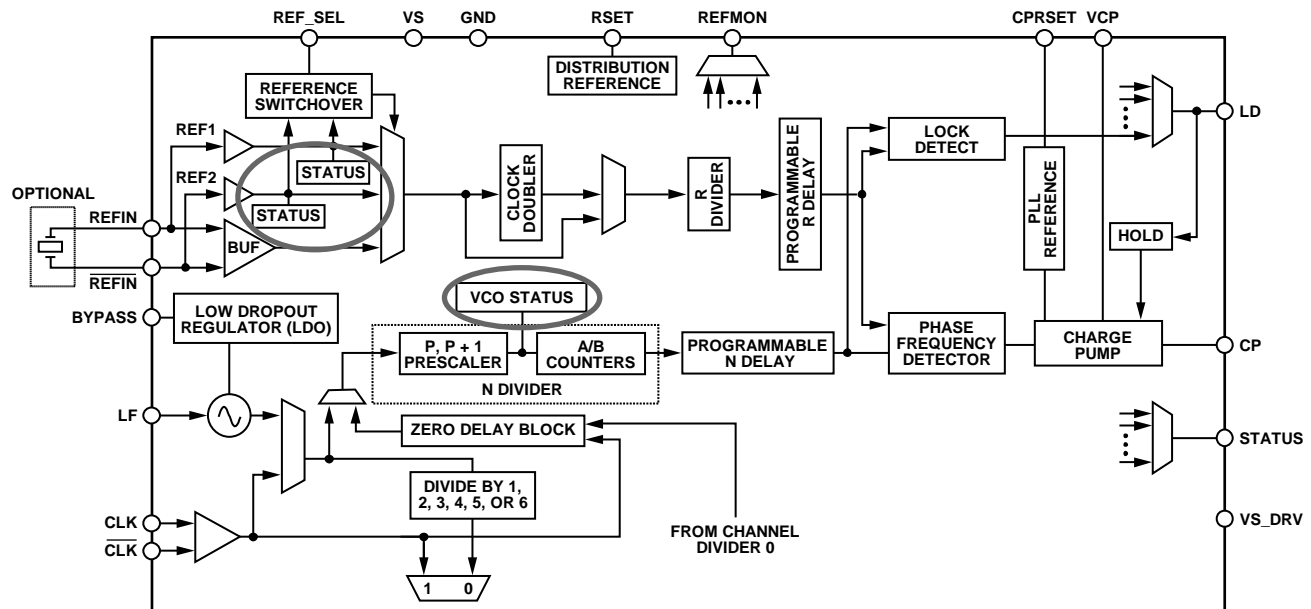 REF_SEL
VS
GND
RSET
REFMON
CPRSET
VCP
REFERENCE
SWITCHOVER
DISTRIBUTION
REFERENCE
REF1
STATUS
REF2
STATUS
OPTIONAL
REFIN
BUF
REFIN
CLOCK
DOUBLER
R
DIVIDER
PROGRAMMABLE
R DELAY
LOCK
DETECT
PLL
REFERENCE
LD
HOLD
BYPASS
LOW DROPOUT
REGULATOR (LDO)
VCO STATUS
P, P + 1
PRESCALER
A/B
COUNTERS
N DIVIDER
PROGRAMMABLE
N DELAY
PHASE
FREQUENCY
DETECTOR
CHARGE
PUMP
CP
LF
ZERO DELAY BLOCK
STATUS
DIVIDE BY 1,
2, 3, 4, 5, OR 6
CLK
CLK
FROM CHANNEL
DIVIDER 0
VS_DRV
1 0